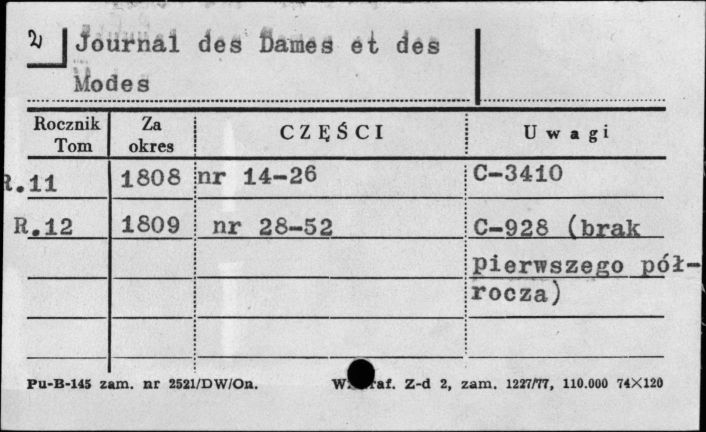 2 Journal des Dames et des
Modes
Rocznik Tom Za okres CZĘŚCI Uwagi
R.11 1808 nr 14-26 C-3410
R.12 1809 nr 28-52 C-928 (brak
pierwszego pół-
rocza)
Pu-B-145 zam. nr 2521/DW/On. Z-d 2, zam. 1227/77, 110.000 74×120